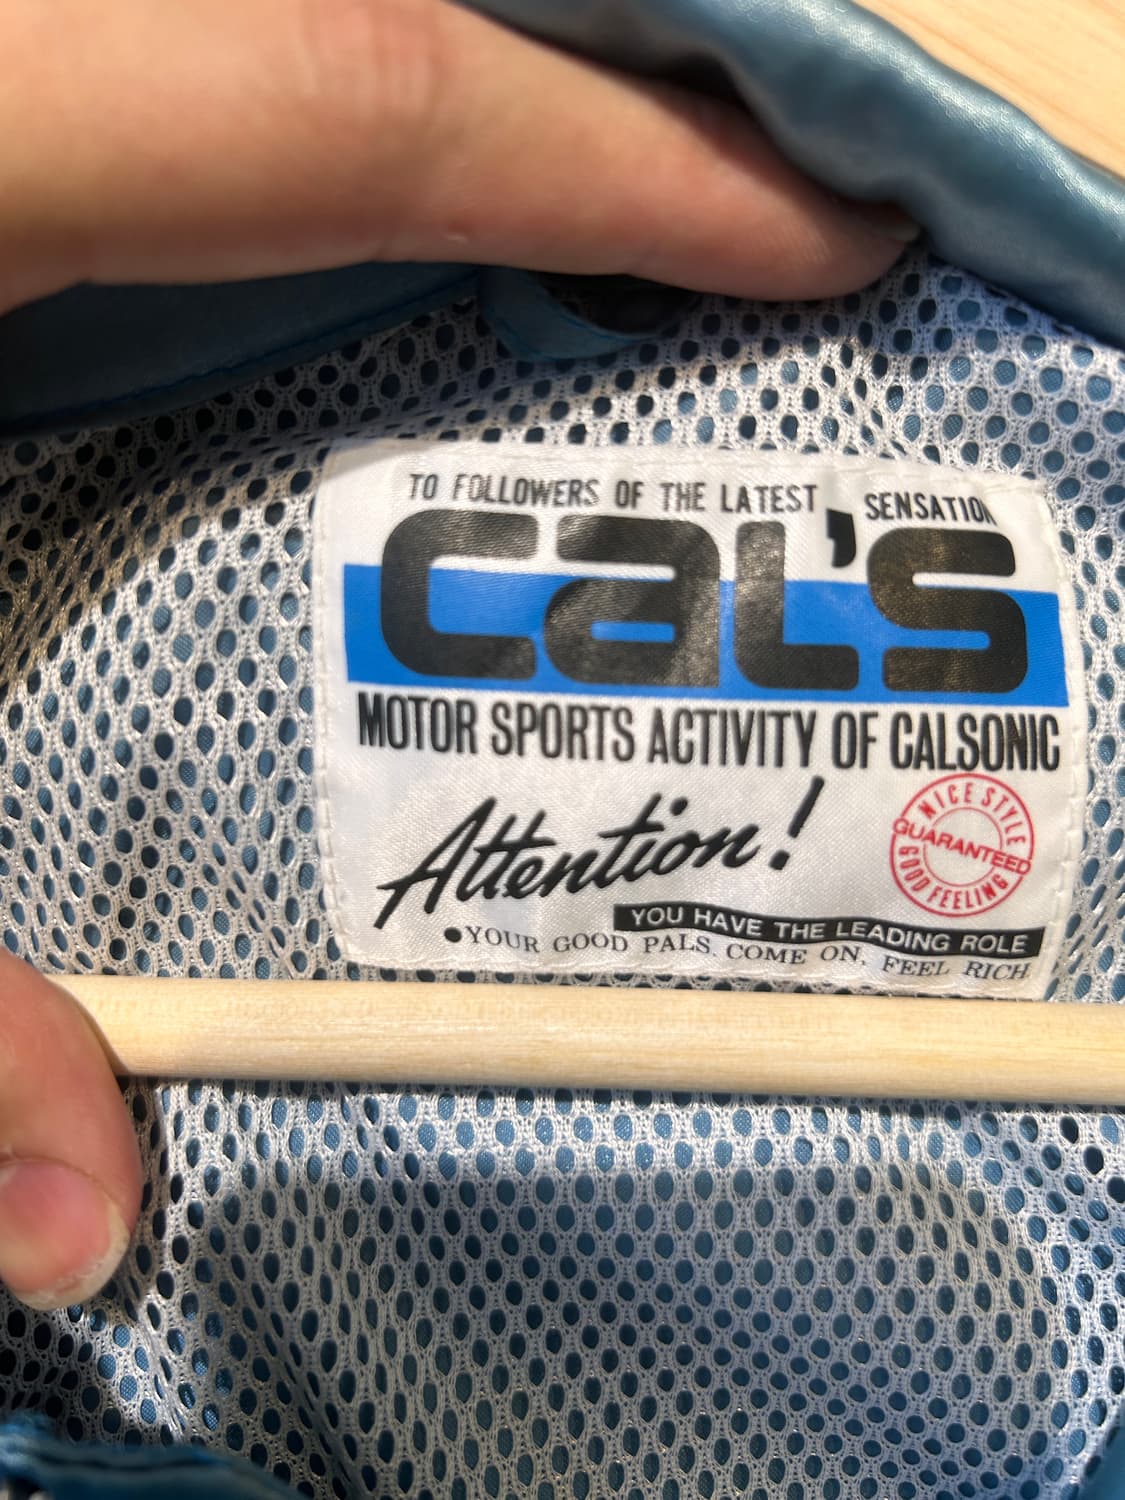 TO FOLLOWERS OF THE LATEST SENSATION
Cal's
MOTOR SPORTS ACTIVITY OF CALSONIC
Attention!
NICE STYLE
GUARANTEED
GOOD FEELING
YOU HAVE THE LEADING ROLE
●YOUR GOOD PALS, COME ON, FEEL RICH